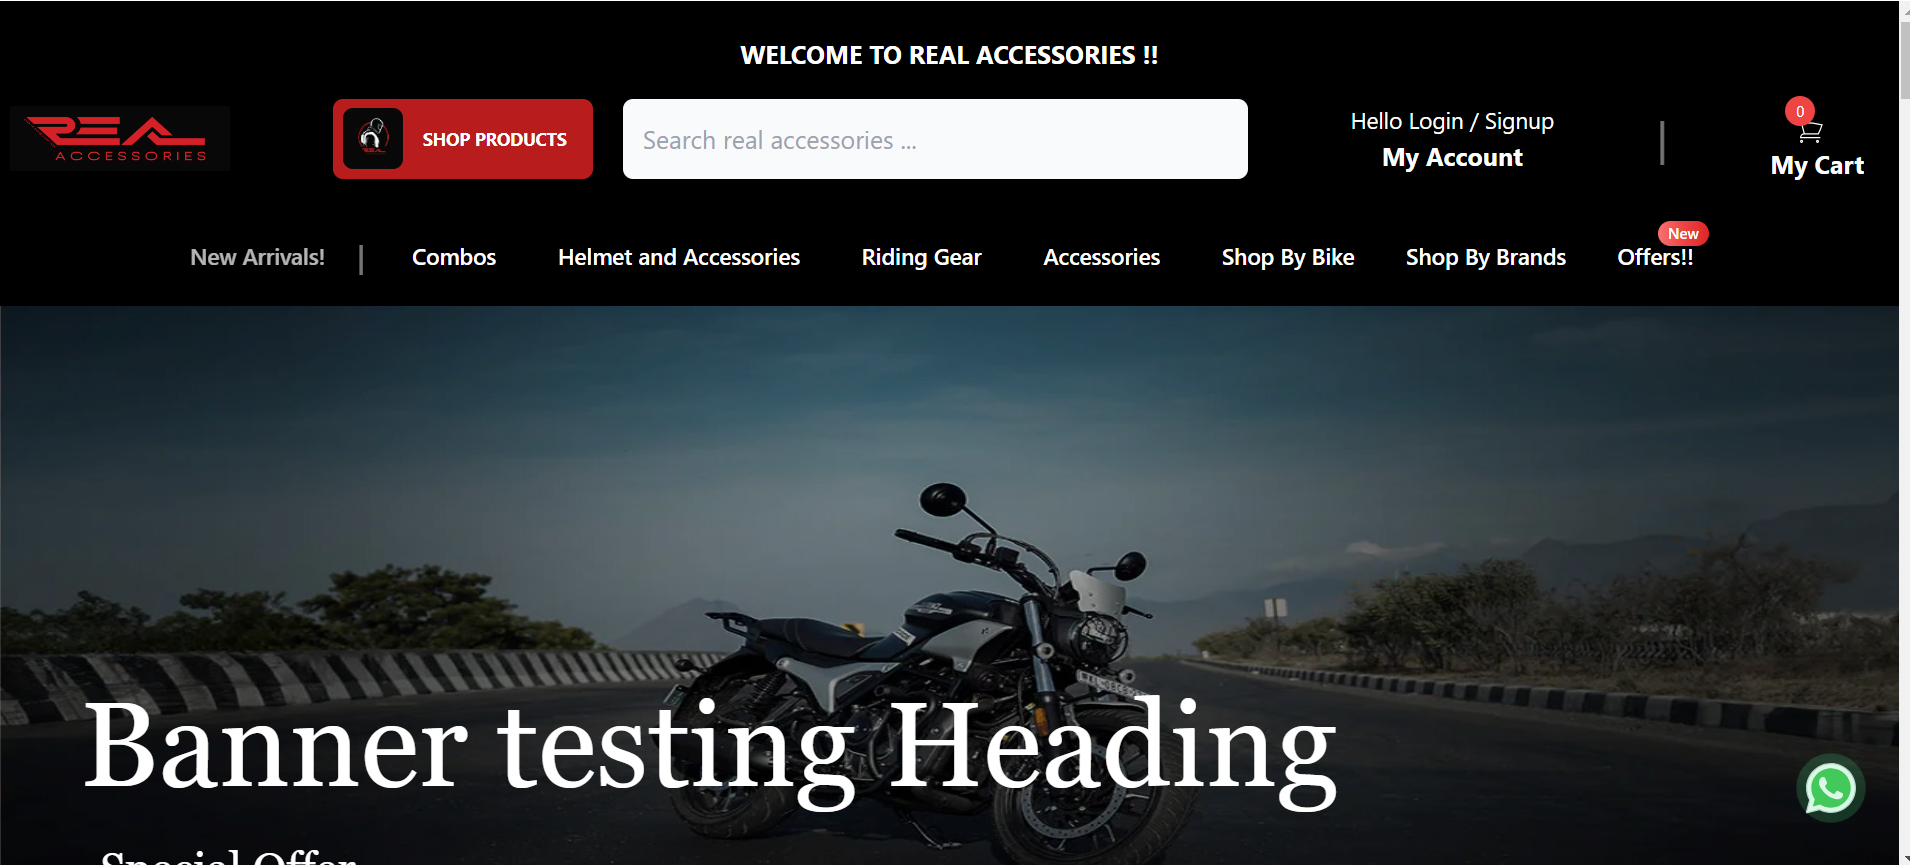 WELCOME TO REAL ACCESSORIES !!
REAL
ACCESSORIES
SHOP PRODUCTS
Search real accessories ...
Hello Login / Signup
My Account
0
My Cart
New Arrivals!
Combos
Helmet and Accessories
Riding Gear
Accessories
Shop By Bike
Shop By Brands
New
Offers!!
Banner testing Heading
Special Offer